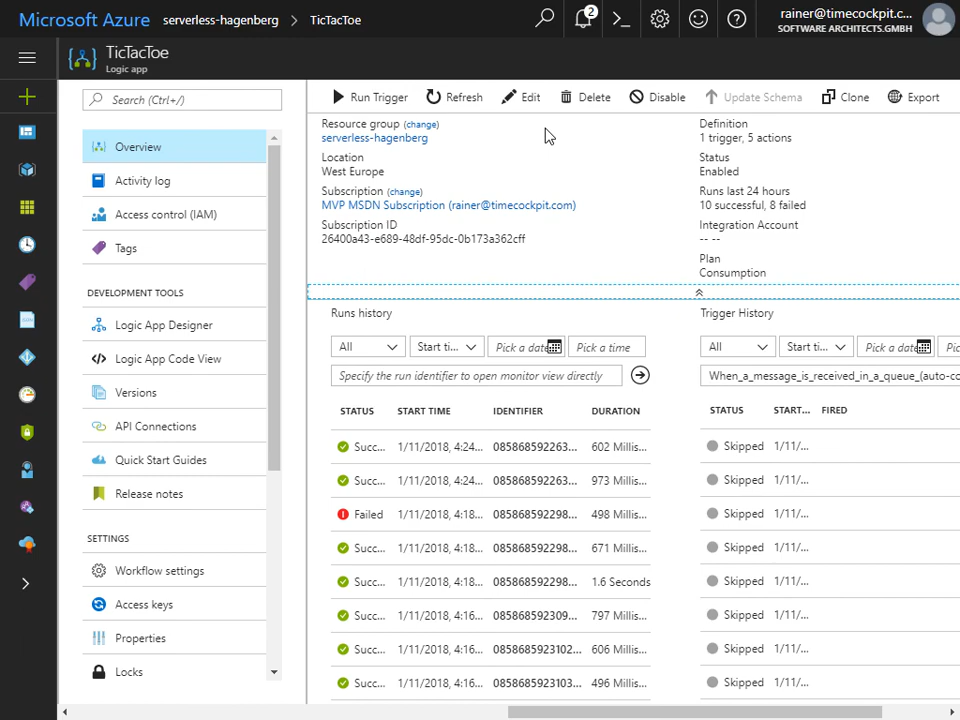 Microsoft Azure serverless-hagenberg > TicTacToe
2
rainer@timecockpit.c...
SOFTWARE ARCHITECTS.GMBH
TicTacToe
Logic app
Search (Ctrl+/)
Run Trigger Refresh Edit Delete Disable Update Schema Clone Export
Overview
Activity log
Access control (IAM)
Tags
DEVELOPMENT TOOLS
Logic App Designer
Logic App Code View
Versions
API Connections
Quick Start Guides
Release notes
SETTINGS
Workflow settings
Access keys
Properties
Locks
Resource group (change)
serverless-hagenberg
Location
West Europe
Subscription (change)
MVP MSDN Subscription (rainer@timecockpit.com)
Subscription ID
26400a43-e689-48df-95dc-0b173a362cff
Definition
1 trigger, 5 actions
Status
Enabled
Runs last 24 hours
10 successful, 8 failed
Integration Account
-- --
Plan
Consumption
Runs history
All Start ti... Pick a date Pick a time
Specify the run identifier to open monitor view directly
STATUS START TIME IDENTIFIER DURATION
Succ... 1/11/2018, 4:24... 085868592263... 602 Millis...
Succ... 1/11/2018, 4:24... 085868592263... 973 Millis...
Failed 1/11/2018, 4:18... 085868592298... 498 Millis...
Succ... 1/11/2018, 4:18... 085868592298... 671 Millis...
Succ... 1/11/2018, 4:18... 085868592298... 1.6 Seconds
Succ... 1/11/2018, 4:16... 085868592309... 797 Millis...
Succ... 1/11/2018, 4:16... 0858685923102... 606 Millis...
Succ... 1/11/2018, 4:16... 0858685923103... 496 Millis...
Trigger History
All Start ti... Pick a date Pic
When_a_message_is_received_in_a_queue_(auto-co
STATUS START... FIRED
Skipped 1/11/...
Skipped 1/11/...
Skipped 1/11/...
Skipped 1/11/...
Skipped 1/11/...
Skipped 1/11/...
Skipped 1/11/...
Skipped 1/11/...